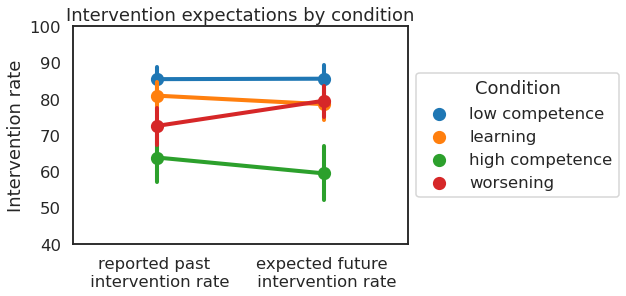 Intervention expectations by condition
Intervention rate
100
90
80
70
60
50
40
reported past
intervention rate
expected future
intervention rate
Condition
low competence
learning
high competence
worsening